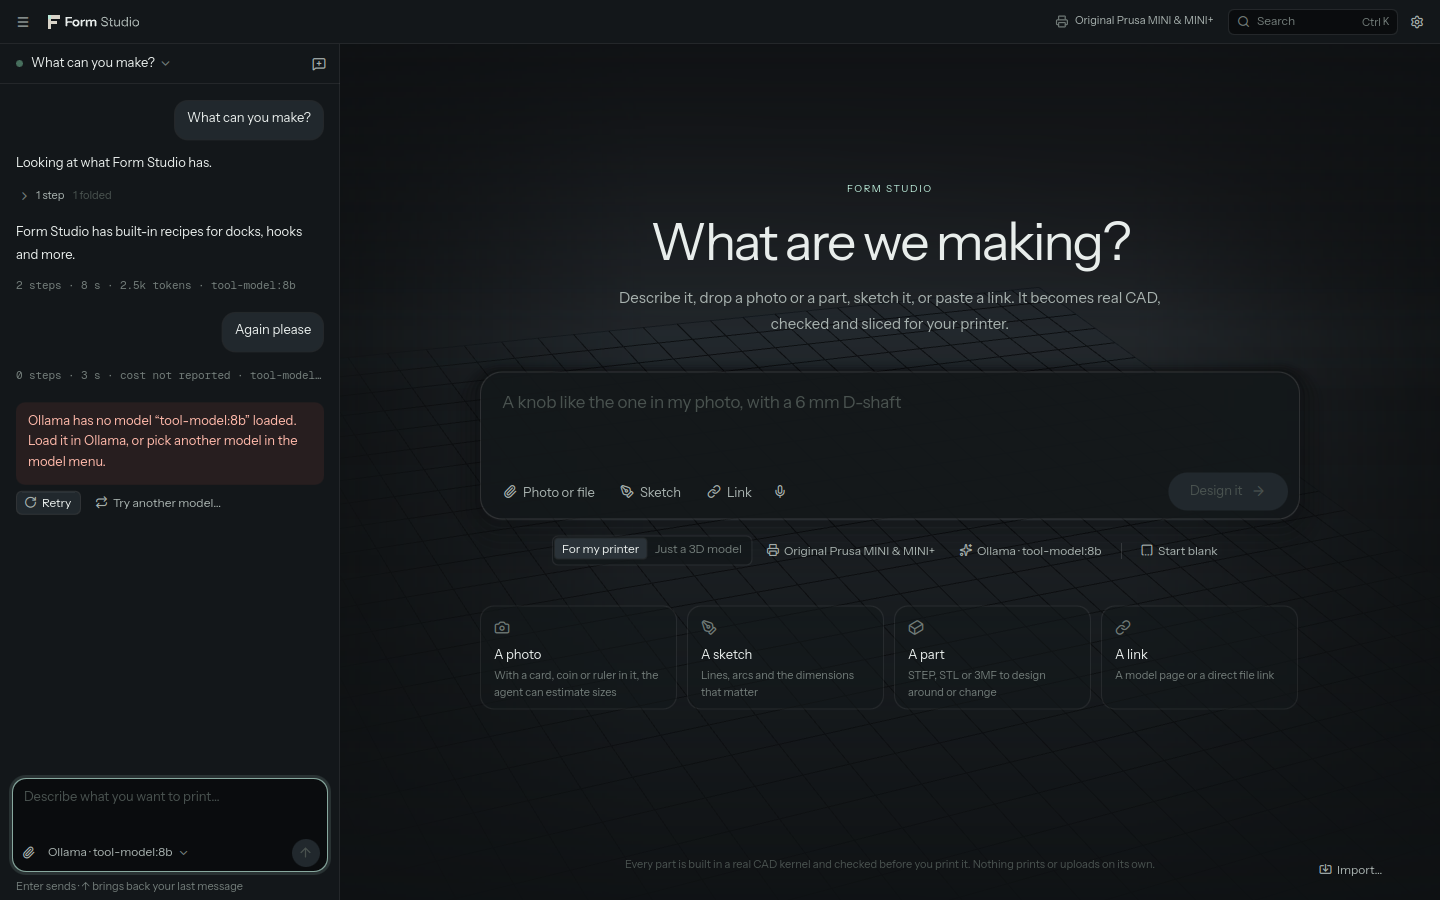 Form Studio
Original Prusa MINI & MINI+
Search
Ctrl K
What can you make?
What can you make?
Looking at what Form Studio has.
1 step 1 folded
Form Studio has built-in recipes for docks, hooks
and more.
2 steps · 8 s · 2.5k tokens · tool-model:8b
Again please
0 steps · 3 s · cost not reported · tool-model…
Ollama has no model “tool-model:8b” loaded.
Load it in Ollama, or pick another model in the
model menu.
Retry
Try another model…
Describe what you want to print…
Ollama · tool-model:8b
Enter sends · ↑ brings back your last message
FORM STUDIO
What are we making?
Describe it, drop a photo or a part, sketch it, or paste a link. It becomes real CAD,
checked and sliced for your printer.
A knob like the one in my photo, with a 6 mm D-shaft
Photo or file
Sketch
Link
Design it
For my printer
Just a 3D model
Original Prusa MINI & MINI+
Ollama · tool-model:8b
Start blank
A photo
With a card, coin or ruler in it, the
agent can estimate sizes
A sketch
Lines, arcs and the dimensions
that matter
A part
STEP, STL or 3MF to design
around or change
A link
A model page or a direct file link
Every part is built in a real CAD kernel and checked before you print it. Nothing prints or uploads on its own.
Import…